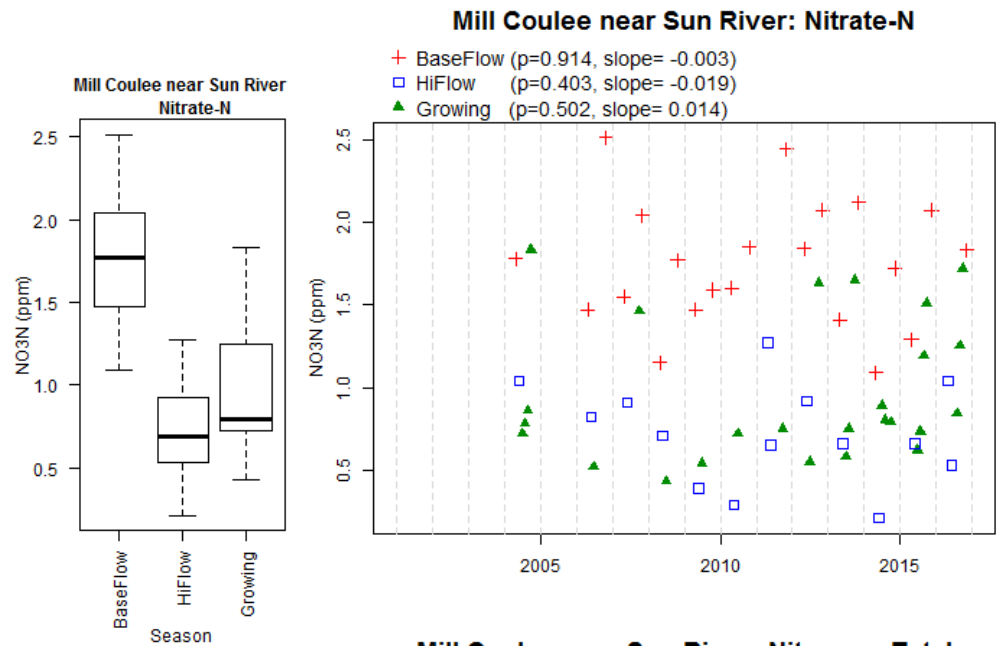 Mill Coulee near Sun River
Nitrate-N
2.5
2.0
1.5
1.0
0.5
NO3N (ppm)
BaseFlow
HiFlow
Growing
Season
Mill Coulee near Sun River: Nitrate-N
BaseFlow (p=0.914, slope= -0.003)
HiFlow (p=0.403, slope= -0.019)
Growing (p=0.502, slope= 0.014)
2.5
2.0
1.5
1.0
0.5
NO3N (ppm)
2005
2010
2015